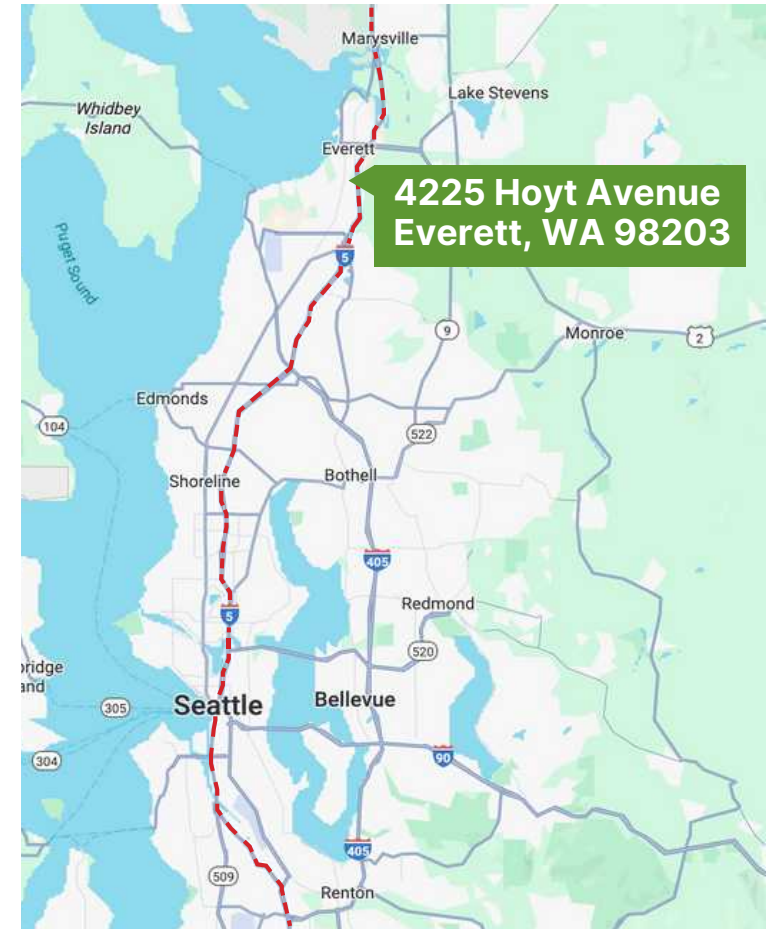 Marysville
Lake Stevens
Whidbey
Island
Everett
4225 Hoyt Avenue
Everett, WA 98203
Puget Sound
5
9
Monroe
2
Edmonds
104
522
Shoreline
Bothell
405
Redmond
5
520
bridge
and
305
Seattle
Bellevue
304
90
405
509
Renton